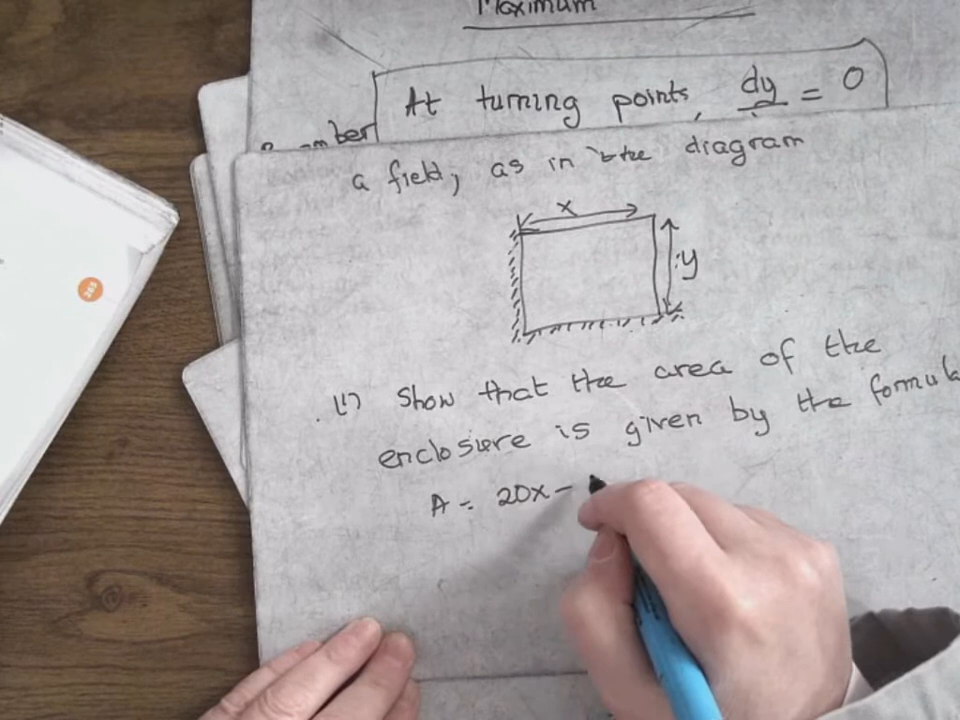 Maximum
At turning points, dy = 0
a field, as in the diagram
x
y
(i) Show that the area of the
enclosure is given by the formula
A = 20x -
265